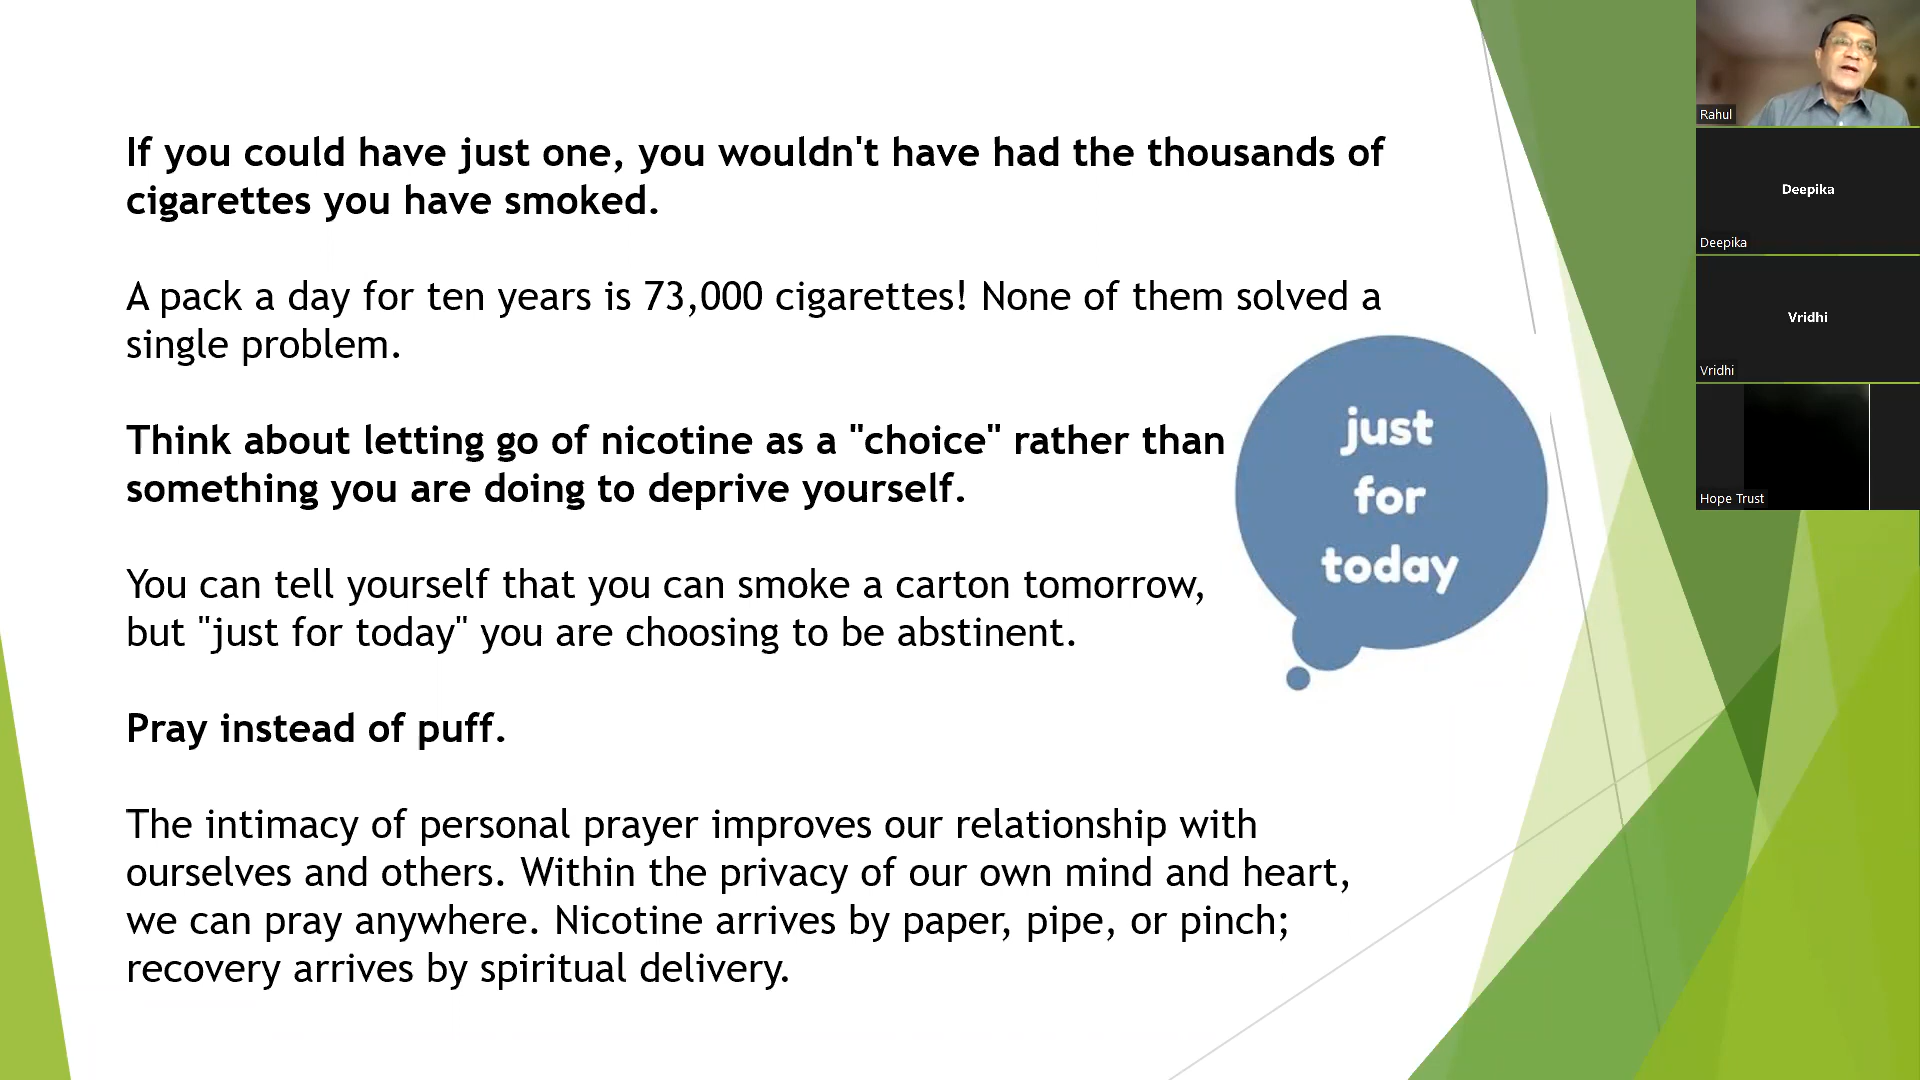 If you could have just one, you wouldn't have had the thousands of
cigarettes you have smoked.
A pack a day for ten years is 73,000 cigarettes! None of them solved a
single problem.
Think about letting go of nicotine as a "choice" rather than
something you are doing to deprive yourself.
You can tell yourself that you can smoke a carton tomorrow,
but "just for today" you are choosing to be abstinent.
Pray instead of puff.
The intimacy of personal prayer improves our relationship with
ourselves and others. Within the privacy of our own mind and heart,
we can pray anywhere. Nicotine arrives by paper, pipe, or pinch;
recovery arrives by spiritual delivery.
just
for
today
Rahul
Deepika
Deepika
Vridhi
Vridhi
Hope Trust